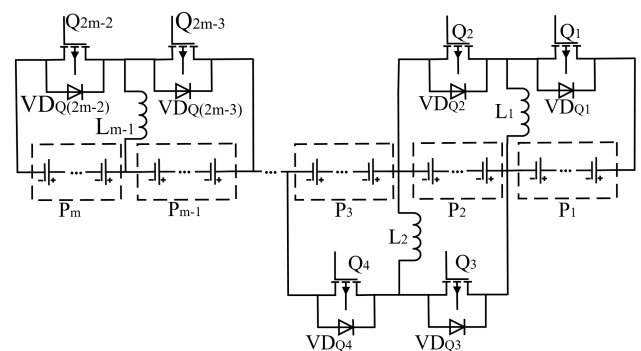 Q2m-2 Q2m-3 Q2 Q1
VDQ(2m-2) VDQ(2m-3) VDQ2 VDQ1
Lm-1 L1
- + ... - + - + ... - + ... - + ... - + - + ... - + - + ... - +
Pm Pm-1 P3 P2 P1
L2
Q4 Q3
VDQ4 VDQ3